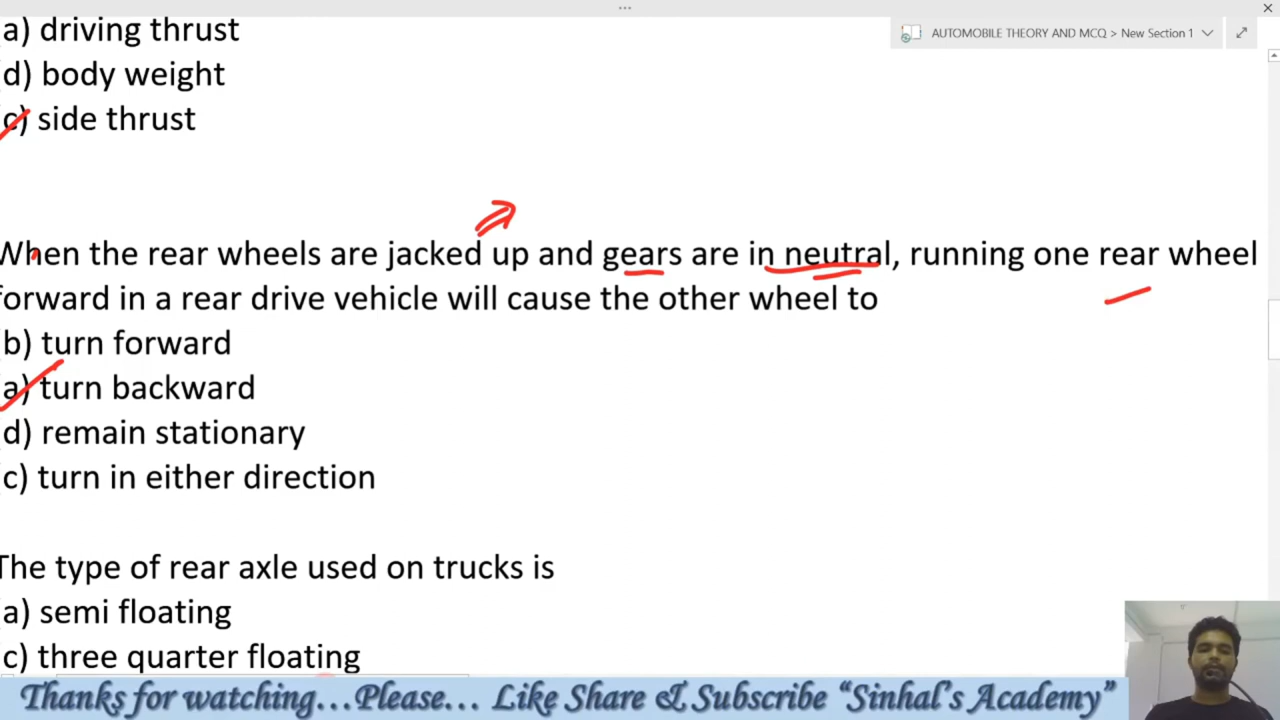 (a) driving thrust
AUTOMOBILE THEORY AND MCQ > New Section 1
(d) body weight
(c) side thrust
When the rear wheels are jacked up and gears are in neutral, running one rear wheel
forward in a rear drive vehicle will cause the other wheel to
(b) turn forward
(a) turn backward
(d) remain stationary
(c) turn in either direction
The type of rear axle used on trucks is
(a) semi floating
(c) three quarter floating
Thanks for watching...Please... Like Share & Subscribe “Sinhal’s Academy”